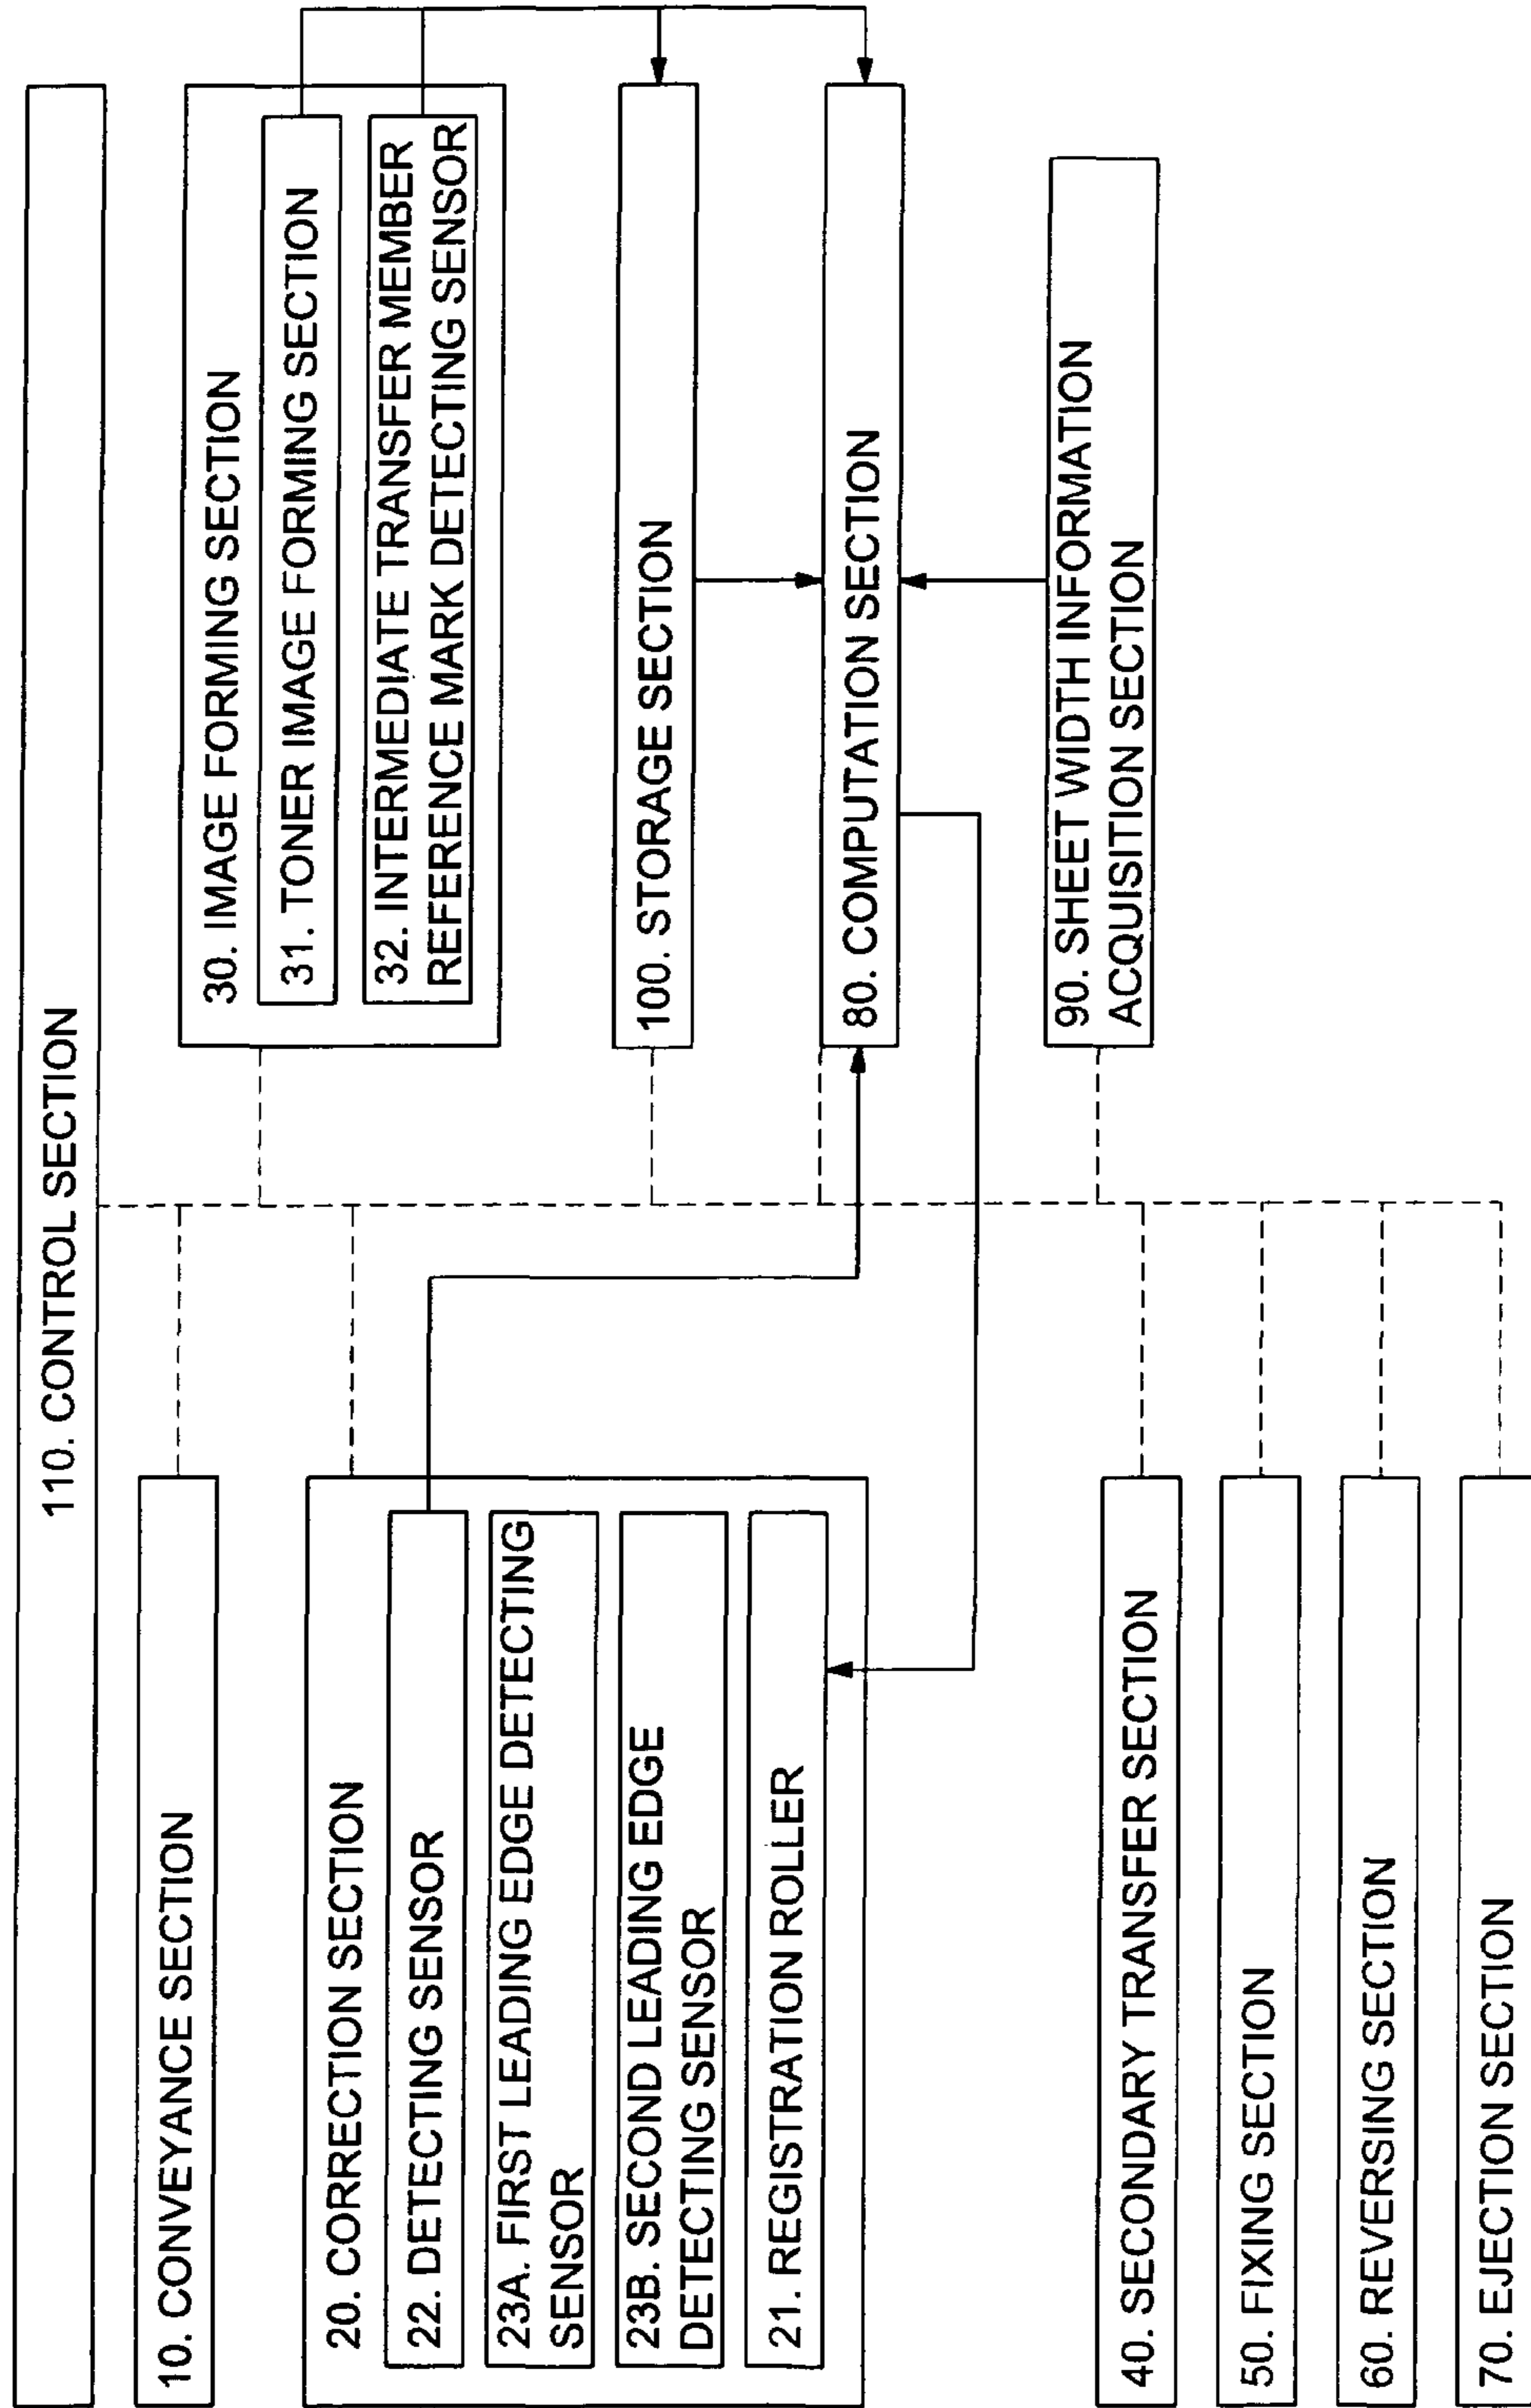 110. CONTROL SECTION
10. CONVEYANCE SECTION
20. CORRECTION SECTION
22. DETECTING SENSOR
23A. FIRST LEADING EDGE DETECTING
SENSOR
23B. SECOND LEADING EDGE
DETECTING SENSOR
21. REGISTRATION ROLLER
40. SECONDARY TRANSFER SECTION
50. FIXING SECTION
60. REVERSING SECTION
70. EJECTION SECTION
30. IMAGE FORMING SECTION
31. TONER IMAGE FORMING SECTION
32. INTERMEDIATE TRANSFER MEMBER
REFERENCE MARK DETECTING SENSOR
100. STORAGE SECTION
80. COMPUTATION SECTION
90. SHEET WIDTH INFORMATION
ACQUISITION SECTION